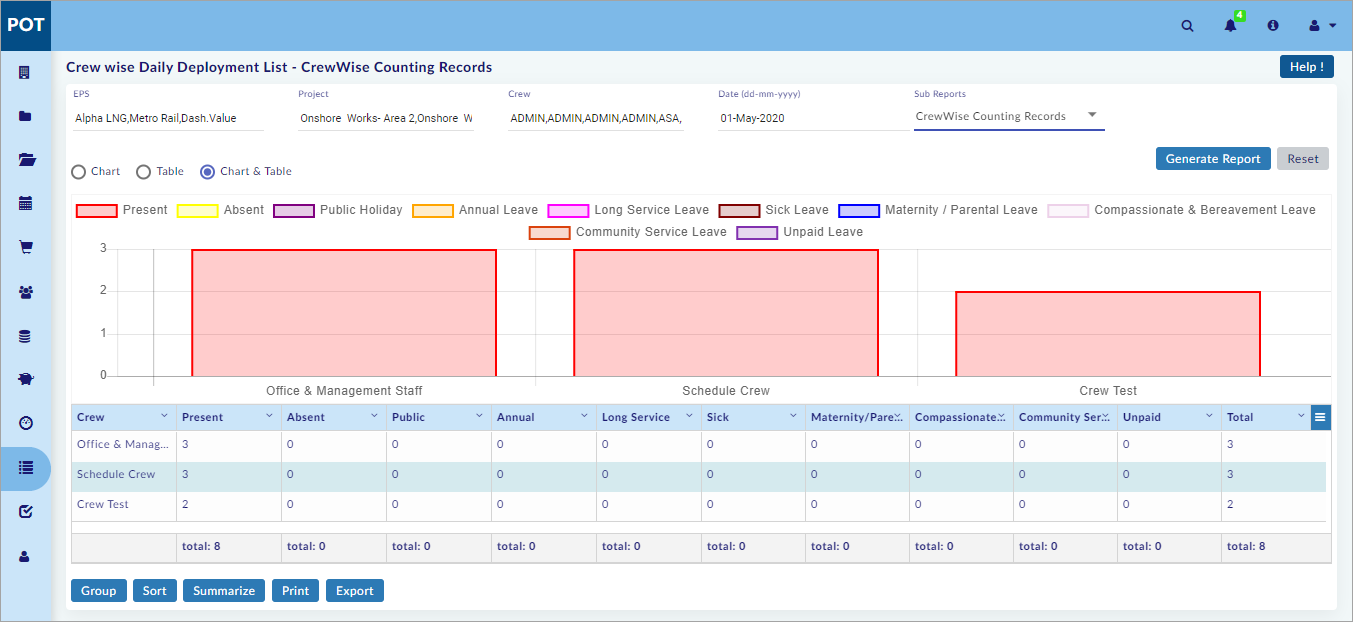 POT
4
Crew wise Daily Deployment List - CrewWise Counting Records
Help !
EPS Project Crew Date (dd-mm-yyyy) Sub Reports
Alpha LNG,Metro Rail,Dash.Value Onshore Works- Area 2,Onshore W ADMIN,ADMIN,ADMIN,ADMIN,ASA, 01-May-2020 CrewWise Counting Records
Generate Report Reset
Chart Table Chart & Table
Present Absent Public Holiday Annual Leave Long Service Leave Sick Leave Maternity / Parental Leave Compassionate & Bereavement Leave
Community Service Leave Unpaid Leave
3
2
1
0
Office & Management Staff Schedule Crew Crew Test
Crew Present Absent Public Annual Long Service Sick Maternity/Pare... Compassionate... Community Ser... Unpaid Total
Office & Manag... 3 0 0 0 0 0 0 0 0 0 3
Schedule Crew 3 0 0 0 0 0 0 0 0 0 3
Crew Test 2 0 0 0 0 0 0 0 0 0 2
total: 8 total: 0 total: 0 total: 0 total: 0 total: 0 total: 0 total: 0 total: 0 total: 0 total: 8
Group Sort Summarize Print Export